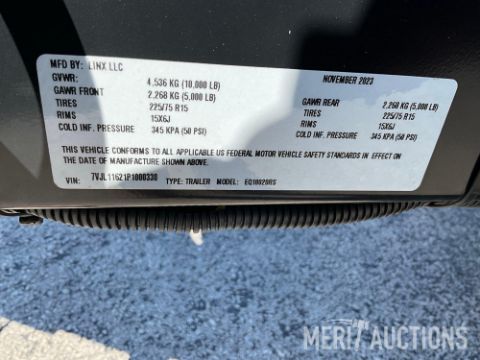 MFD BY: LINX LLC
NOVEMBER 2023
GVWR: 4,536 KG (10,000 LB)
GAWR FRONT 2,268 KG (5,000 LB) GAWR REAR 2,268 KG (5,000 LB)
TIRES 225/75 R15 TIRES 225/75 R15
RIMS 15X6J RIMS 15X6J
COLD INF. PRESSURE 345 KPA (50 PSI) COLD INF. PRESSURE 345 KPA (50 PSI)
THIS VEHICLE CONFORMS TO ALL APPLICABLE US FEDERAL MOTOR VEHICLE SAFETY STANDARDS IN EFFECT ON
THE DATE OF MANUFACTURE SHOWN ABOVE.
VIN: 7VJL11621P1000330 TYPE: TRAILER MODEL:
MERIT AUCTIONS